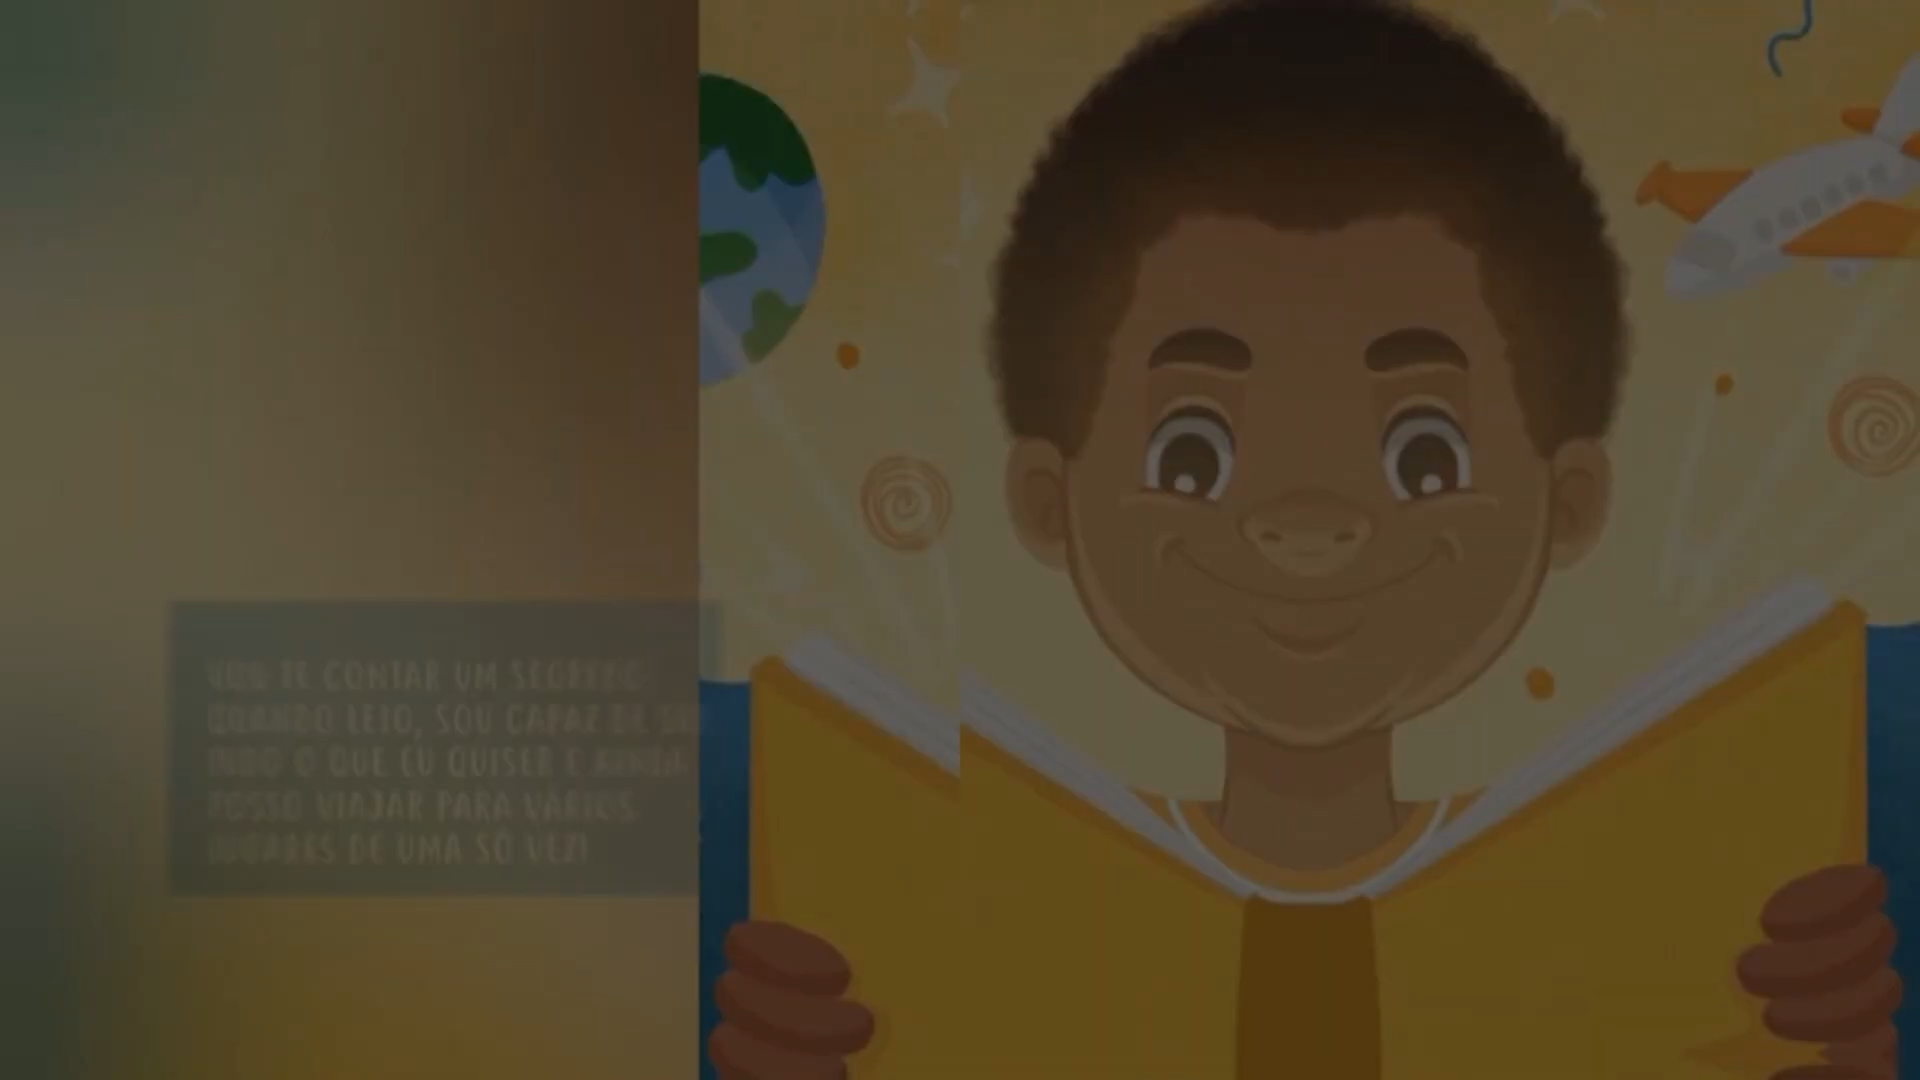 VOU TE CONTAR UM SEGREDO:
QUANDO LEIO, SOU CAPAZ DE SER
TUDO O QUE EU QUISER E AINDA
POSSO VIAJAR PARA VÁRIOS
LUGARES DE UMA SÓ VEZ!